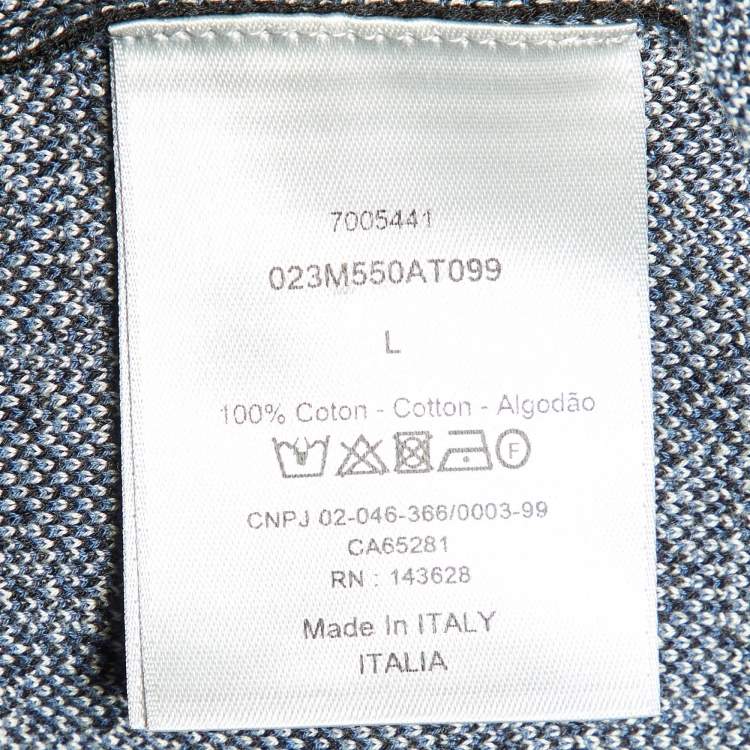 7005441
023M550AT099
L
100% Coton - Cotton - Algodão
F
CNPJ 02-046-366/0003-99
CA65281
RN : 143628
Made In ITALY
ITALIA